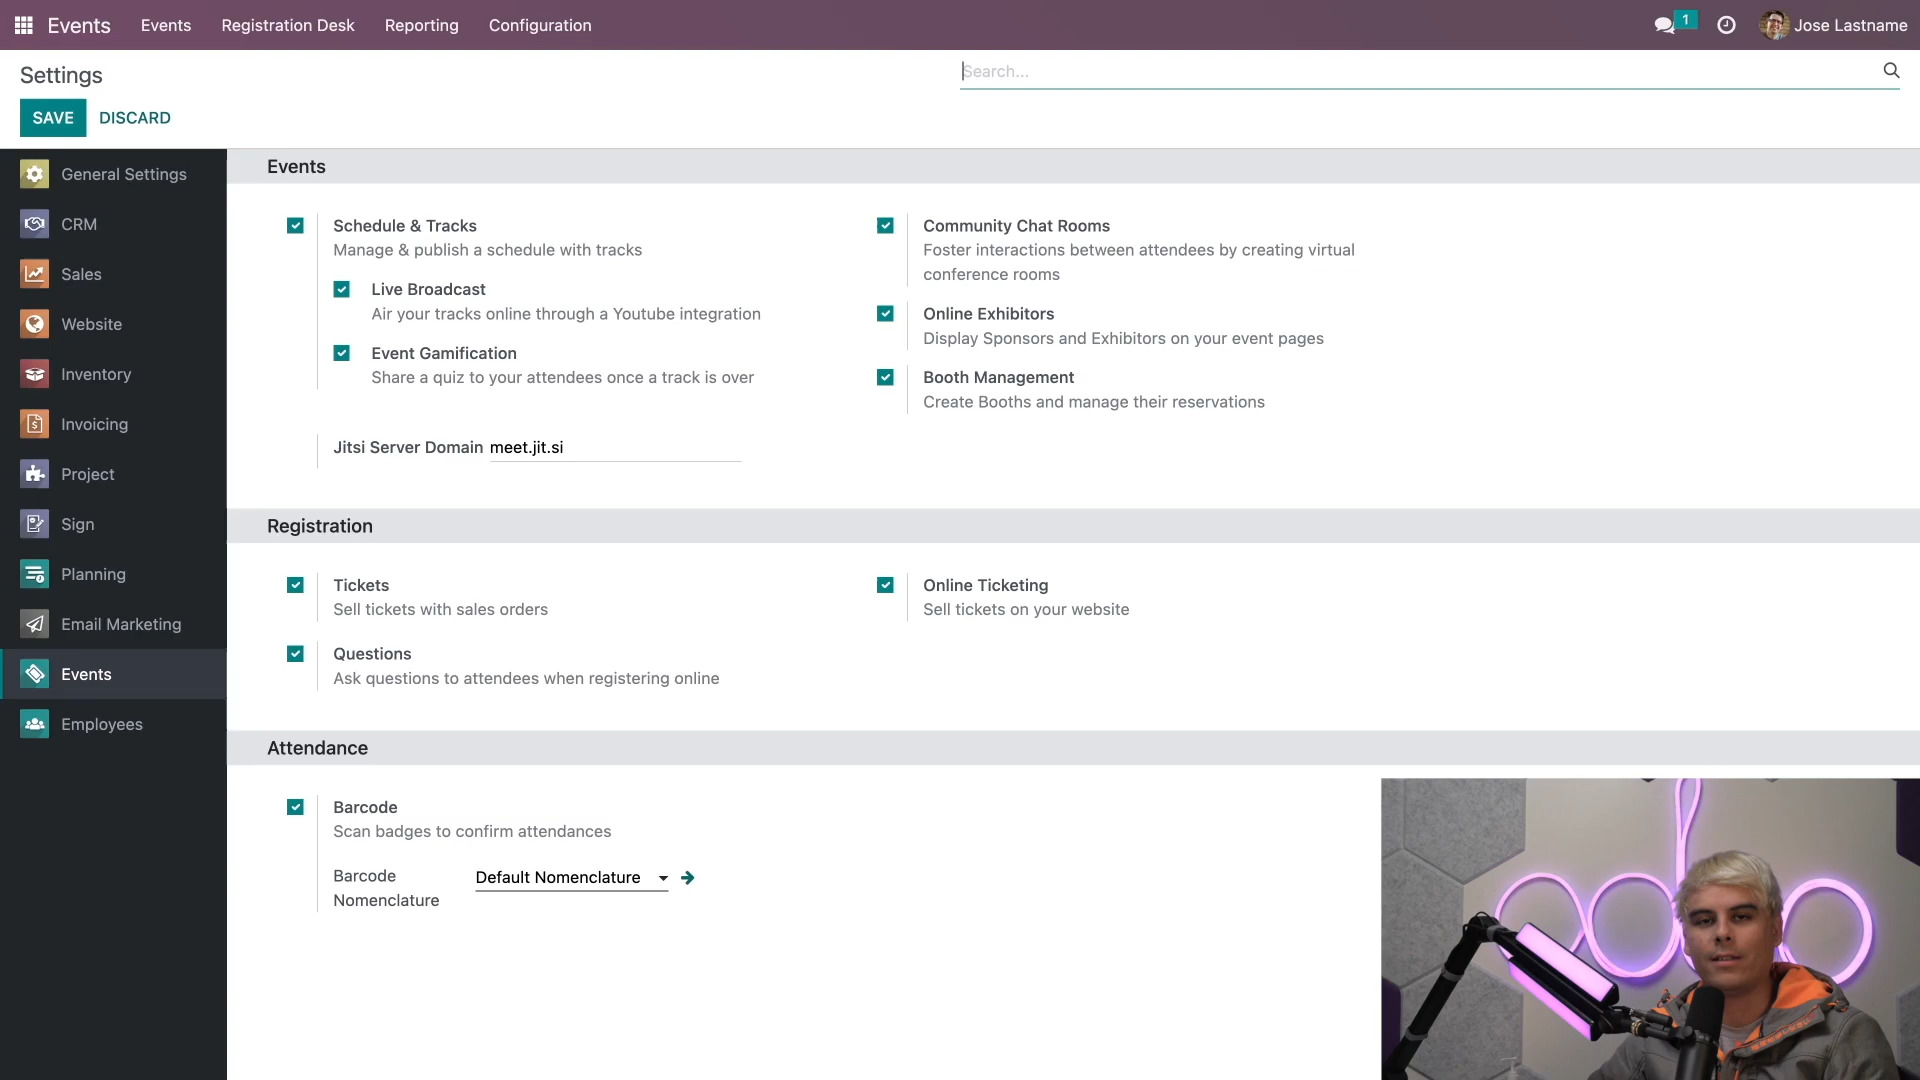 Events
Events
Registration Desk
Reporting
Configuration
1
Jose Lastname
Settings
Search...
SAVE
DISCARD
General Settings
CRM
Sales
Website
Inventory
Invoicing
Project
Sign
Planning
Email Marketing
Events
Employees
Events
Schedule & Tracks
Manage & publish a schedule with tracks
Live Broadcast
Air your tracks online through a Youtube integration
Event Gamification
Share a quiz to your attendees once a track is over
Jitsi Server Domain meet.jit.si
Community Chat Rooms
Foster interactions between attendees by creating virtual
conference rooms
Online Exhibitors
Display Sponsors and Exhibitors on your event pages
Booth Management
Create Booths and manage their reservations
Registration
Tickets
Sell tickets with sales orders
Online Ticketing
Sell tickets on your website
Questions
Ask questions to attendees when registering online
Attendance
Barcode
Scan badges to confirm attendances
Barcode
Nomenclature
Default Nomenclature
odoo